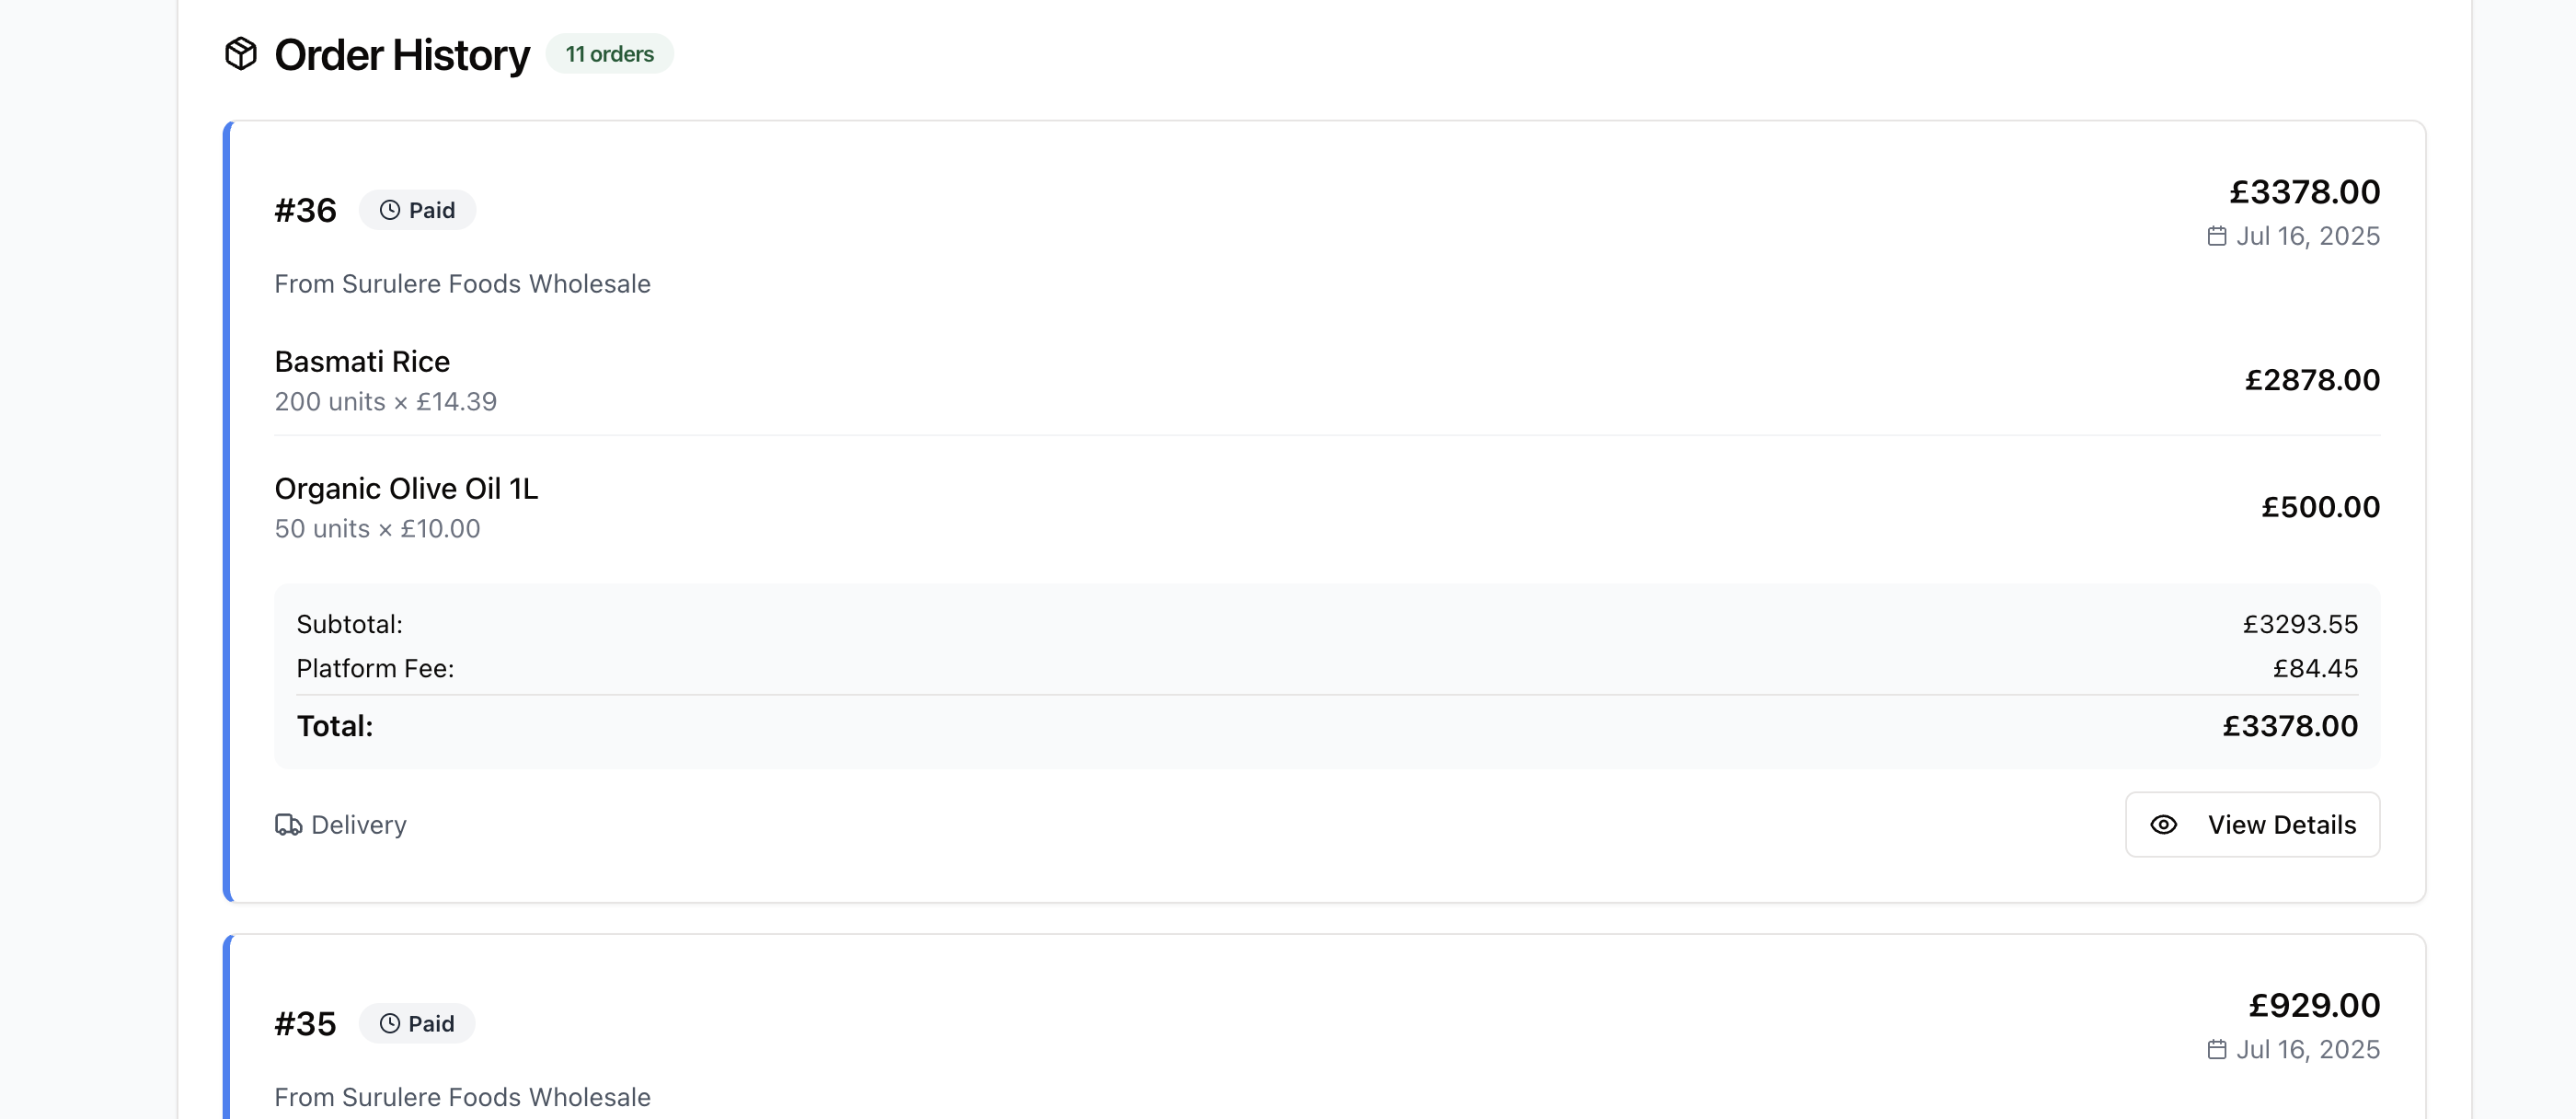 Order History 11 orders
#36 Paid £3378.00
Jul 16, 2025
From Surulere Foods Wholesale
Basmati Rice
200 units × £14.39 £2878.00
Organic Olive Oil 1L
50 units × £10.00 £500.00
Subtotal: £3293.55
Platform Fee: £84.45
Total: £3378.00
Delivery View Details
#35 Paid £929.00
Jul 16, 2025
From Surulere Foods Wholesale